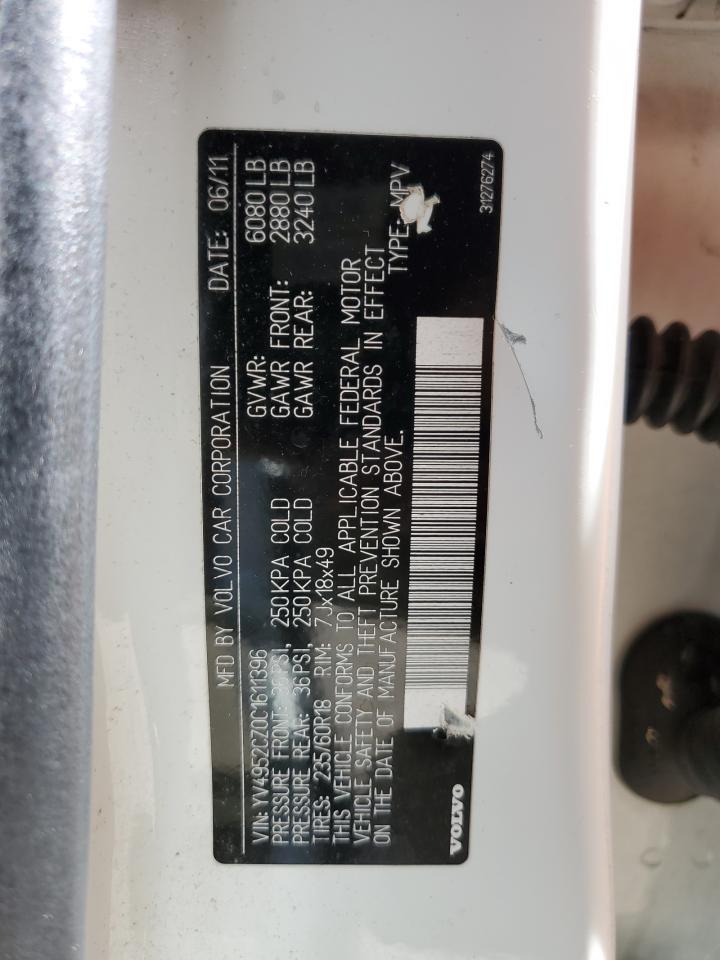 MFD BY VOLVO CAR CORPORATION DATE: 06/11
VIN: YV4952CZ0C1611396 GVWR: 6080 LB
PRESSURE FRONT: 36 PSI, 250 KPA COLD GAWR FRONT: 2880 LB
PRESSURE REAR: 36 PSI, 250 KPA COLD GAWR REAR: 3240 LB
TIRES: 235/60R18 RIM: 7Jx18x49
THIS VEHICLE CONFORMS TO ALL APPLICABLE FEDERAL MOTOR
VEHICLE SAFETY AND THEFT PREVENTION STANDARDS IN EFFECT
ON THE DATE OF MANUFACTURE SHOWN ABOVE. TYPE: MPV
VOLVO 31276274